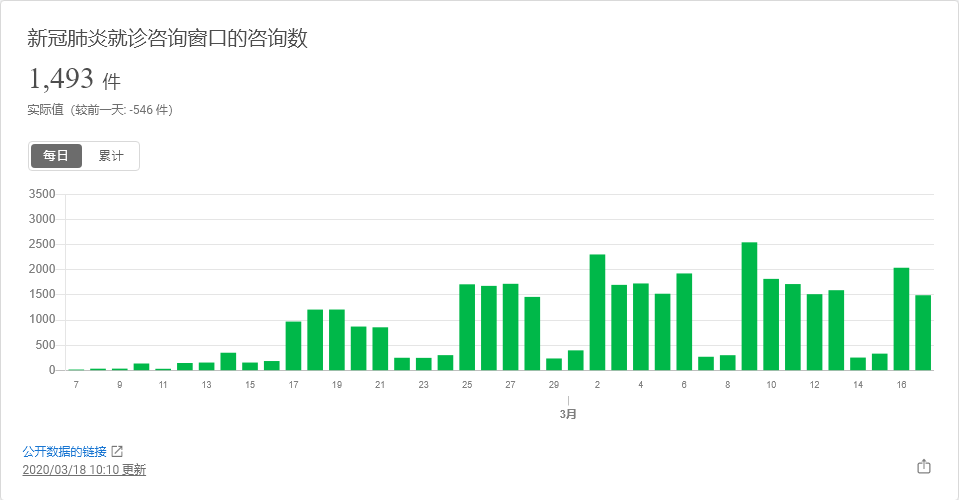 新冠肺炎就诊咨询窗口的咨询数
1,493 件
实际值（较前一天: -546 件）
每日 累计
3500
3000
2500
2000
1500
1000
500
0
7 9 11 13 15 17 19 21 23 25 27 29 2 4 6 8 10 12 14 16
3月
公开数据的链接
2020/03/18 10:10 更新